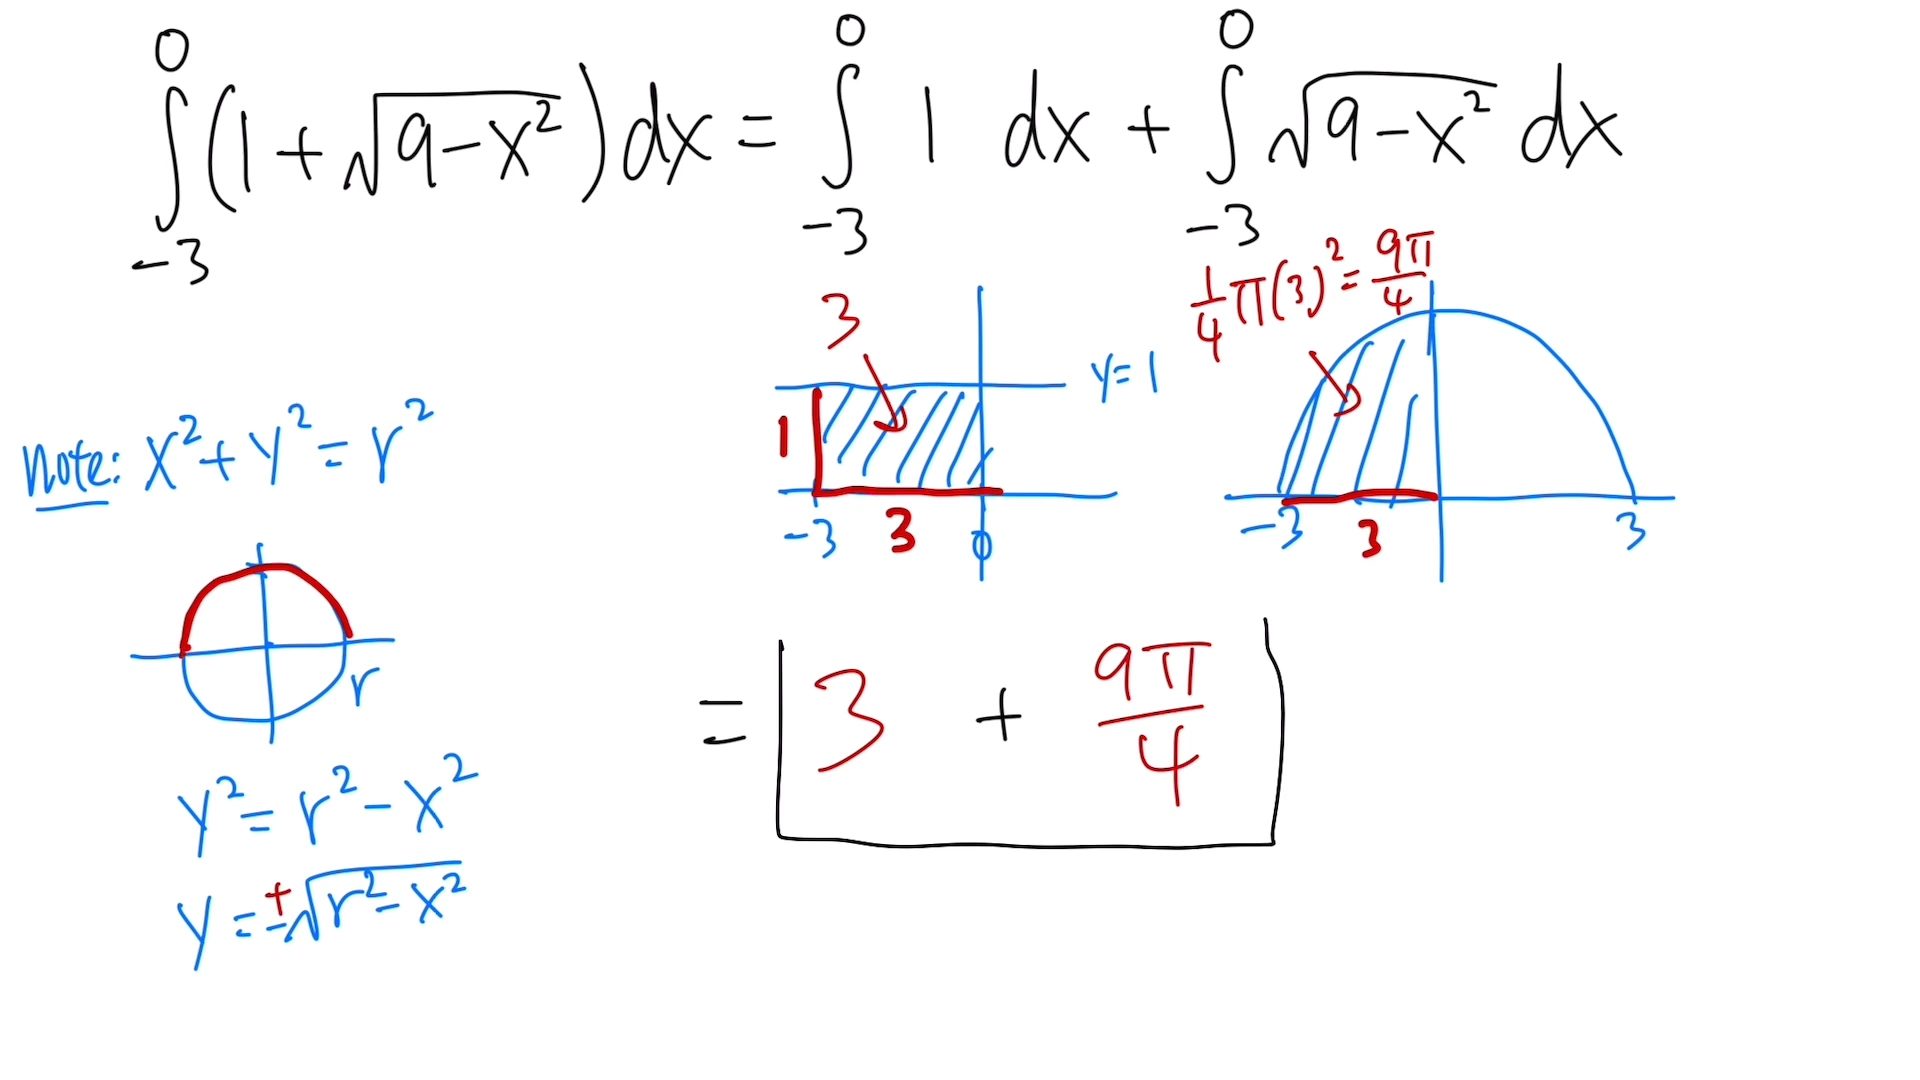 ∫₋₃⁰ (1 + √(9 − x²)) dx = ∫₋₃⁰ 1 dx + ∫₋₃⁰ √(9 − x²) dx
¼ π(3)² = 9π/4
3
y = 1
1
-3 3 0
-3 3 3
Note: x² + y² = r²
r
y² = r² − x²
y = ±√(r² − x²)
= 3 + 9π/4